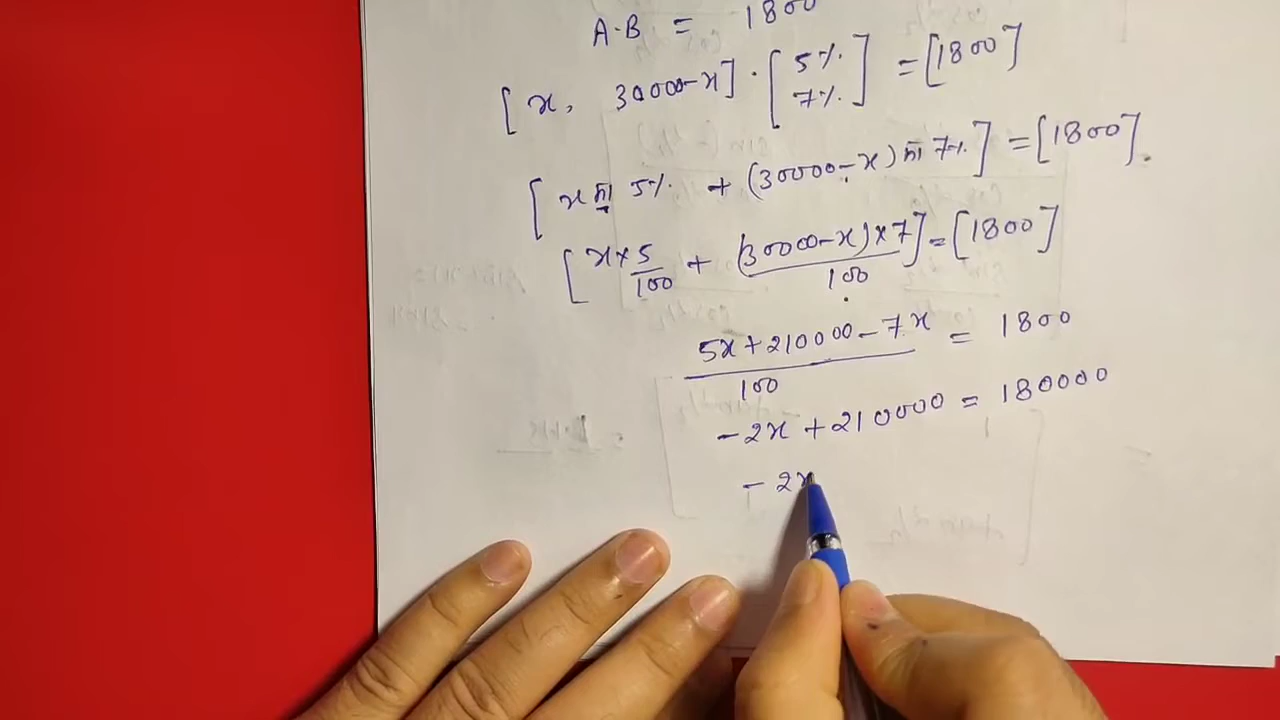 A·B = 1800
[ x, 30000-x] · [ 5% 7% ] = [1800]
[ x का 5% + (30000-x) का 7% ] = [1800].
[ x×5/100 + (30000-x)×7/100 ] = [1800]
5x+210000-7x/100 = 1800
-2x +210000 = 180000
-2x